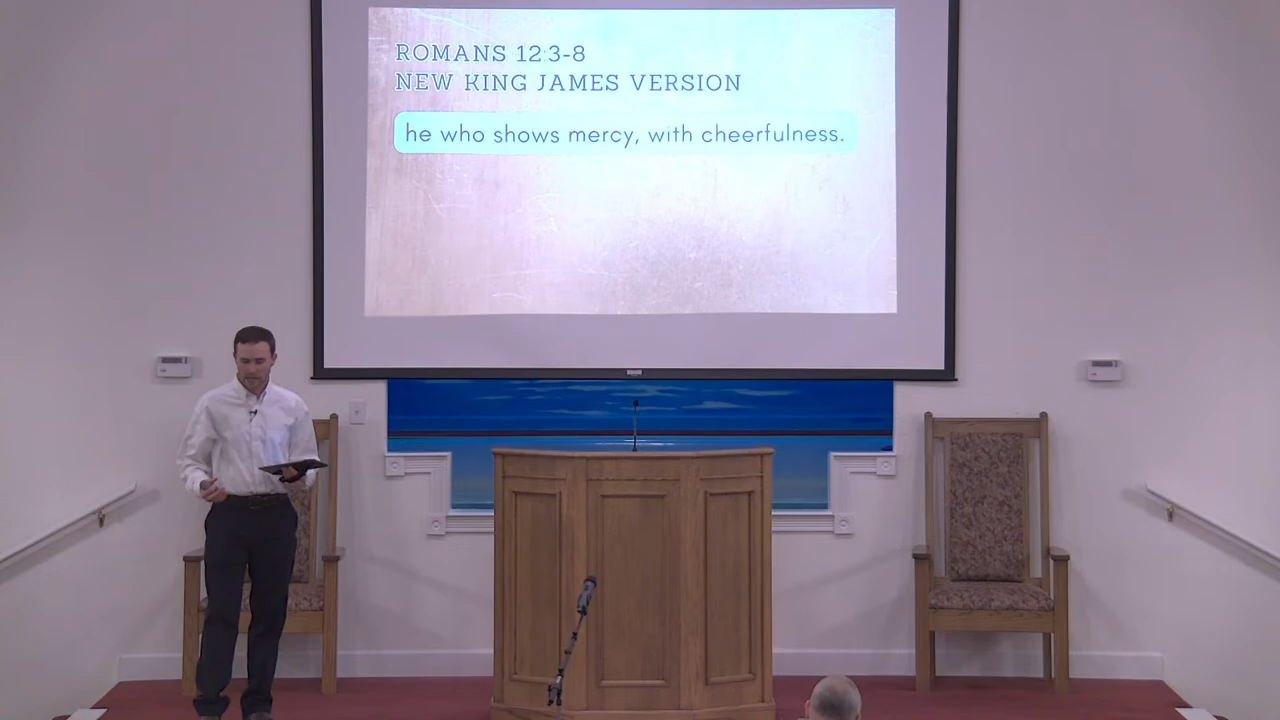 ROMANS 12:3-8
NEW KING JAMES VERSION
he who shows mercy, with cheerfulness.